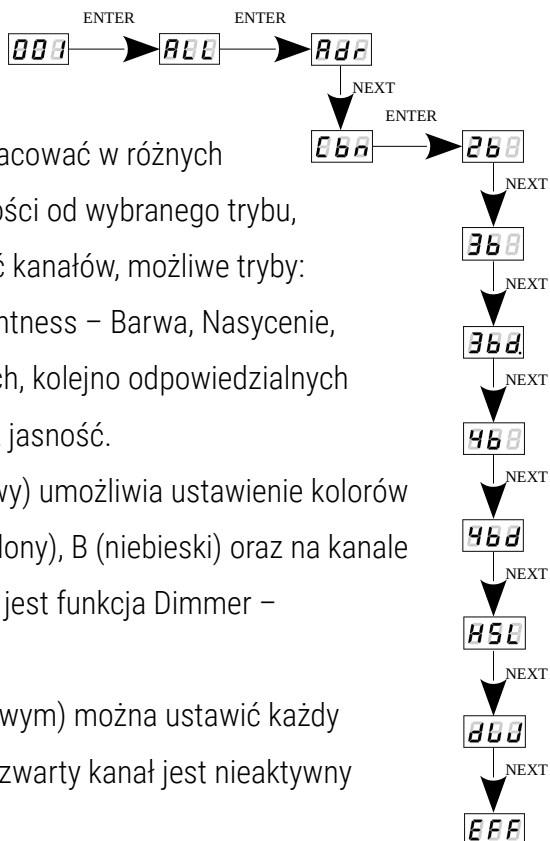 ENTER ENTER
001 ALL Adr
NEXT
ENTER
acować w różnych Cbn 2b
ości od wybranego trybu, NEXT
ć kanałów, możliwe tryby: 3b
ntness – Barwa, Nasycenie, NEXT
3bd.
ch, kolejno odpowiedzialnych NEXT
jasność. 4b
wy) umożliwia ustawienie kolorów NEXT
lony), B (niebieski) oraz na kanale 4bd
jest funkcja Dimmer – NEXT
HSL
NEXT
wym) można ustawić każdy dUJ
zwarty kanał jest nieaktywny NEXT
EFF